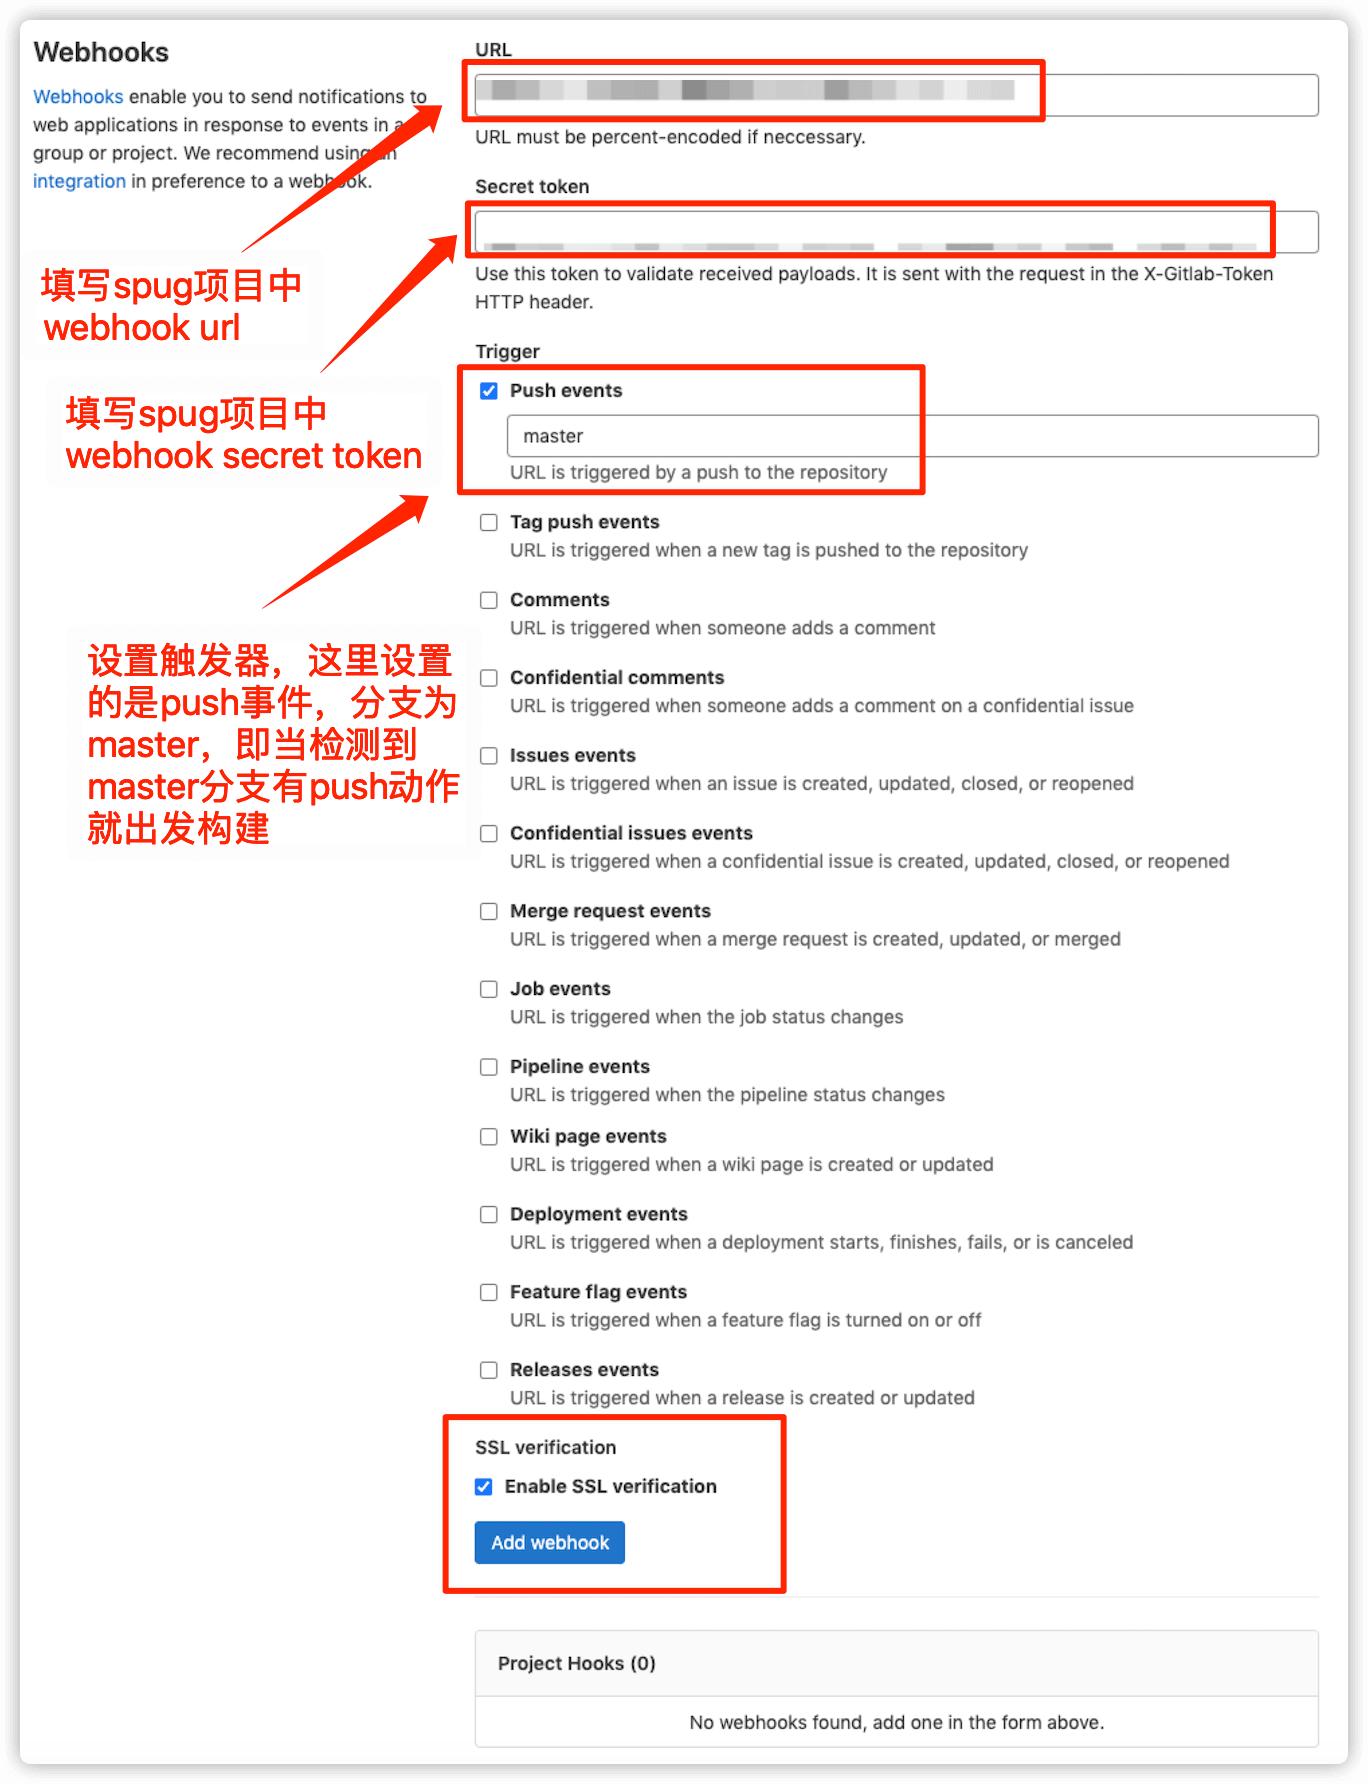 Webhooks
Webhooks enable you to send notifications to
web applications in response to events in a
group or project. We recommend using an
integration in preference to a webhook.
填写spug项目中
webhook url
填写spug项目中
webhook secret token
设置触发器，这里设置
的是push事件，分支为
master，即当检测到
master分支有push动作
就出发构建
URL
URL must be percent-encoded if neccessary.
Secret token
Use this token to validate received payloads. It is sent with the request in the X-Gitlab-Token
HTTP header.
Trigger
Push events
master
URL is triggered by a push to the repository
Tag push events
URL is triggered when a new tag is pushed to the repository
Comments
URL is triggered when someone adds a comment
Confidential comments
URL is triggered when someone adds a comment on a confidential issue
Issues events
URL is triggered when an issue is created, updated, closed, or reopened
Confidential issues events
URL is triggered when a confidential issue is created, updated, closed, or reopened
Merge request events
URL is triggered when a merge request is created, updated, or merged
Job events
URL is triggered when the job status changes
Pipeline events
URL is triggered when the pipeline status changes
Wiki page events
URL is triggered when a wiki page is created or updated
Deployment events
URL is triggered when a deployment starts, finishes, fails, or is canceled
Feature flag events
URL is triggered when a feature flag is turned on or off
Releases events
URL is triggered when a release is created or updated
SSL verification
Enable SSL verification
Add webhook
Project Hooks (0)
No webhooks found, add one in the form above.